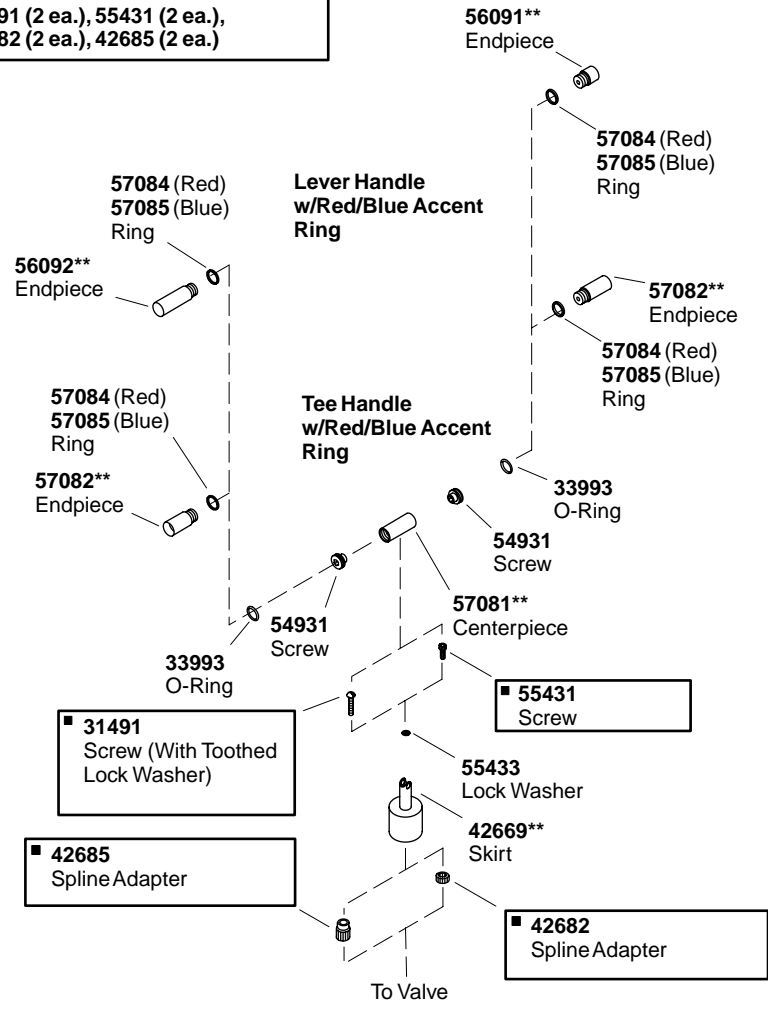 91 (2 ea.), 55431 (2 ea.),
82 (2 ea.), 42685 (2 ea.)
56091**
Endpiece
57084 (Red)
57085 (Blue)
Ring
Lever Handle
w/Red/Blue Accent
Ring
57084 (Red)
57085 (Blue)
Ring
56092**
Endpiece
57082**
Endpiece
57084 (Red)
57085 (Blue)
Ring
57084 (Red)
57085 (Blue)
Ring
Tee Handle
w/Red/Blue Accent
Ring
57082**
Endpiece
33993
O-Ring
54931
Screw
57081**
Centerpiece
54931
Screw
33993
O-Ring
55431
Screw
31491
Screw (With Toothed
Lock Washer)
55433
Lock Washer
42669**
Skirt
42685
Spline Adapter
42682
Spline Adapter
To Valve